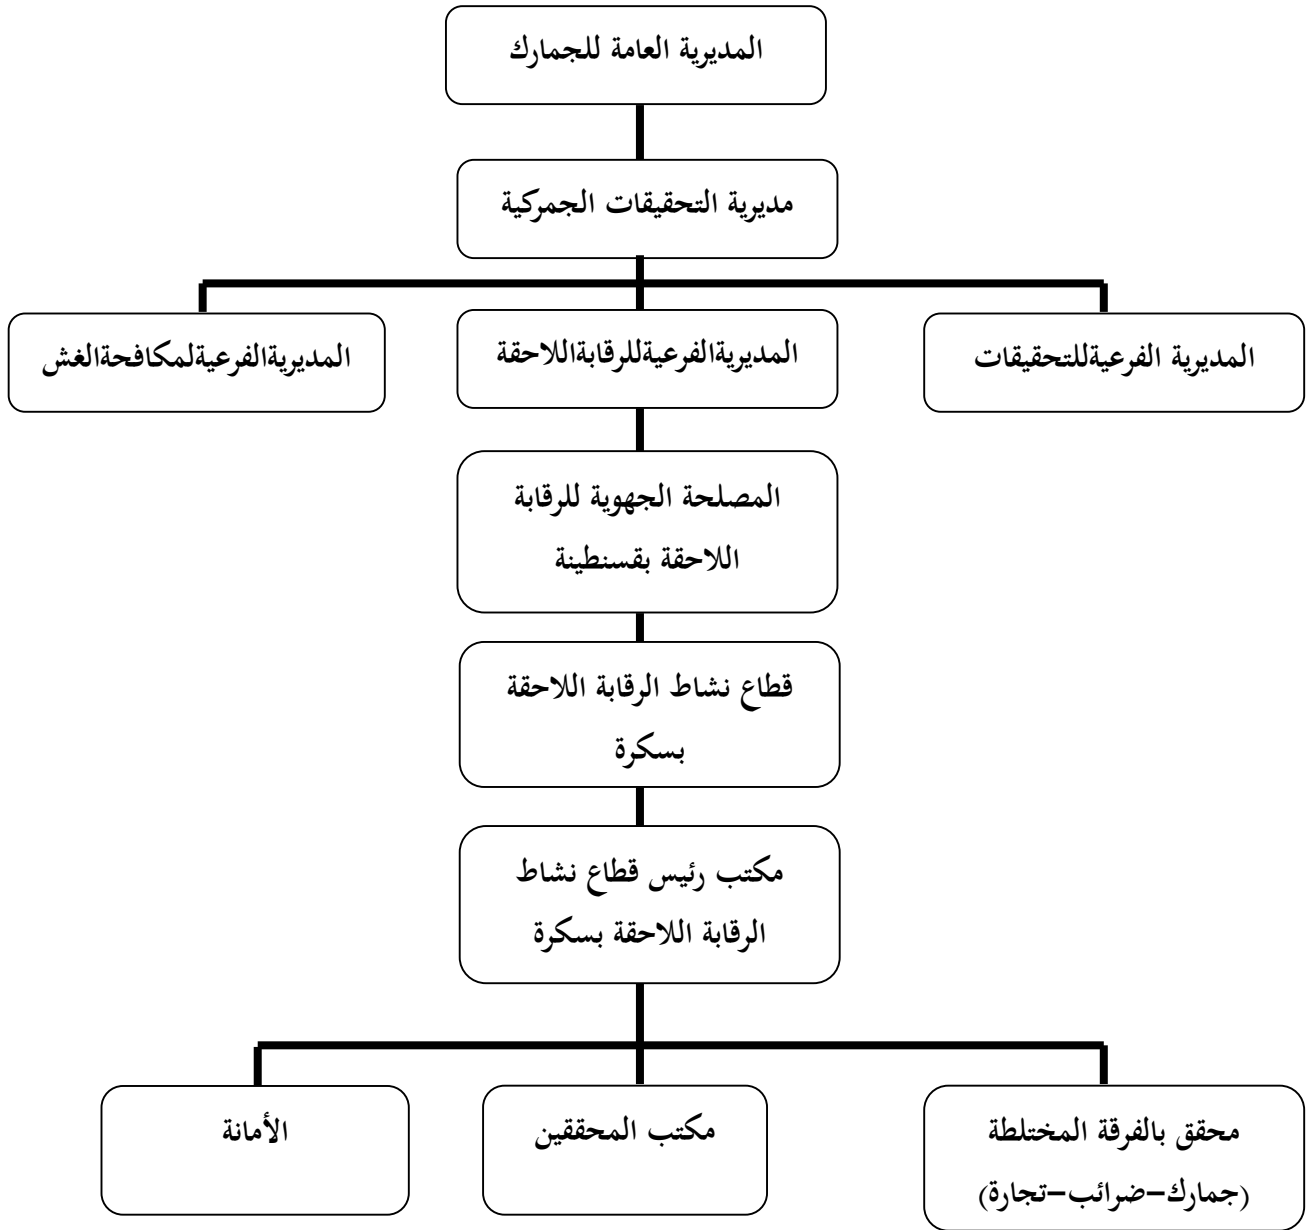 المديرية العامة للجمارك
مديرية التحقيقات الجمركية
المديرية الفرعيةللتحقيقات
المديريةالفرعيةللرقابةاللاحقة
المديريةالفرعيةلمكافحةالغش
المصلحة الجهوية للرقابة
اللاحقة بقسنطينة
قطاع نشاط الرقابة اللاحقة
بسكرة
مكتب رئيس قطاع نشاط
الرقابة اللاحقة بسكرة
محقق بالفرقة المختلطة
(جمارك–ضرائب–تجارة)
مكتب المحققين
الأمانة